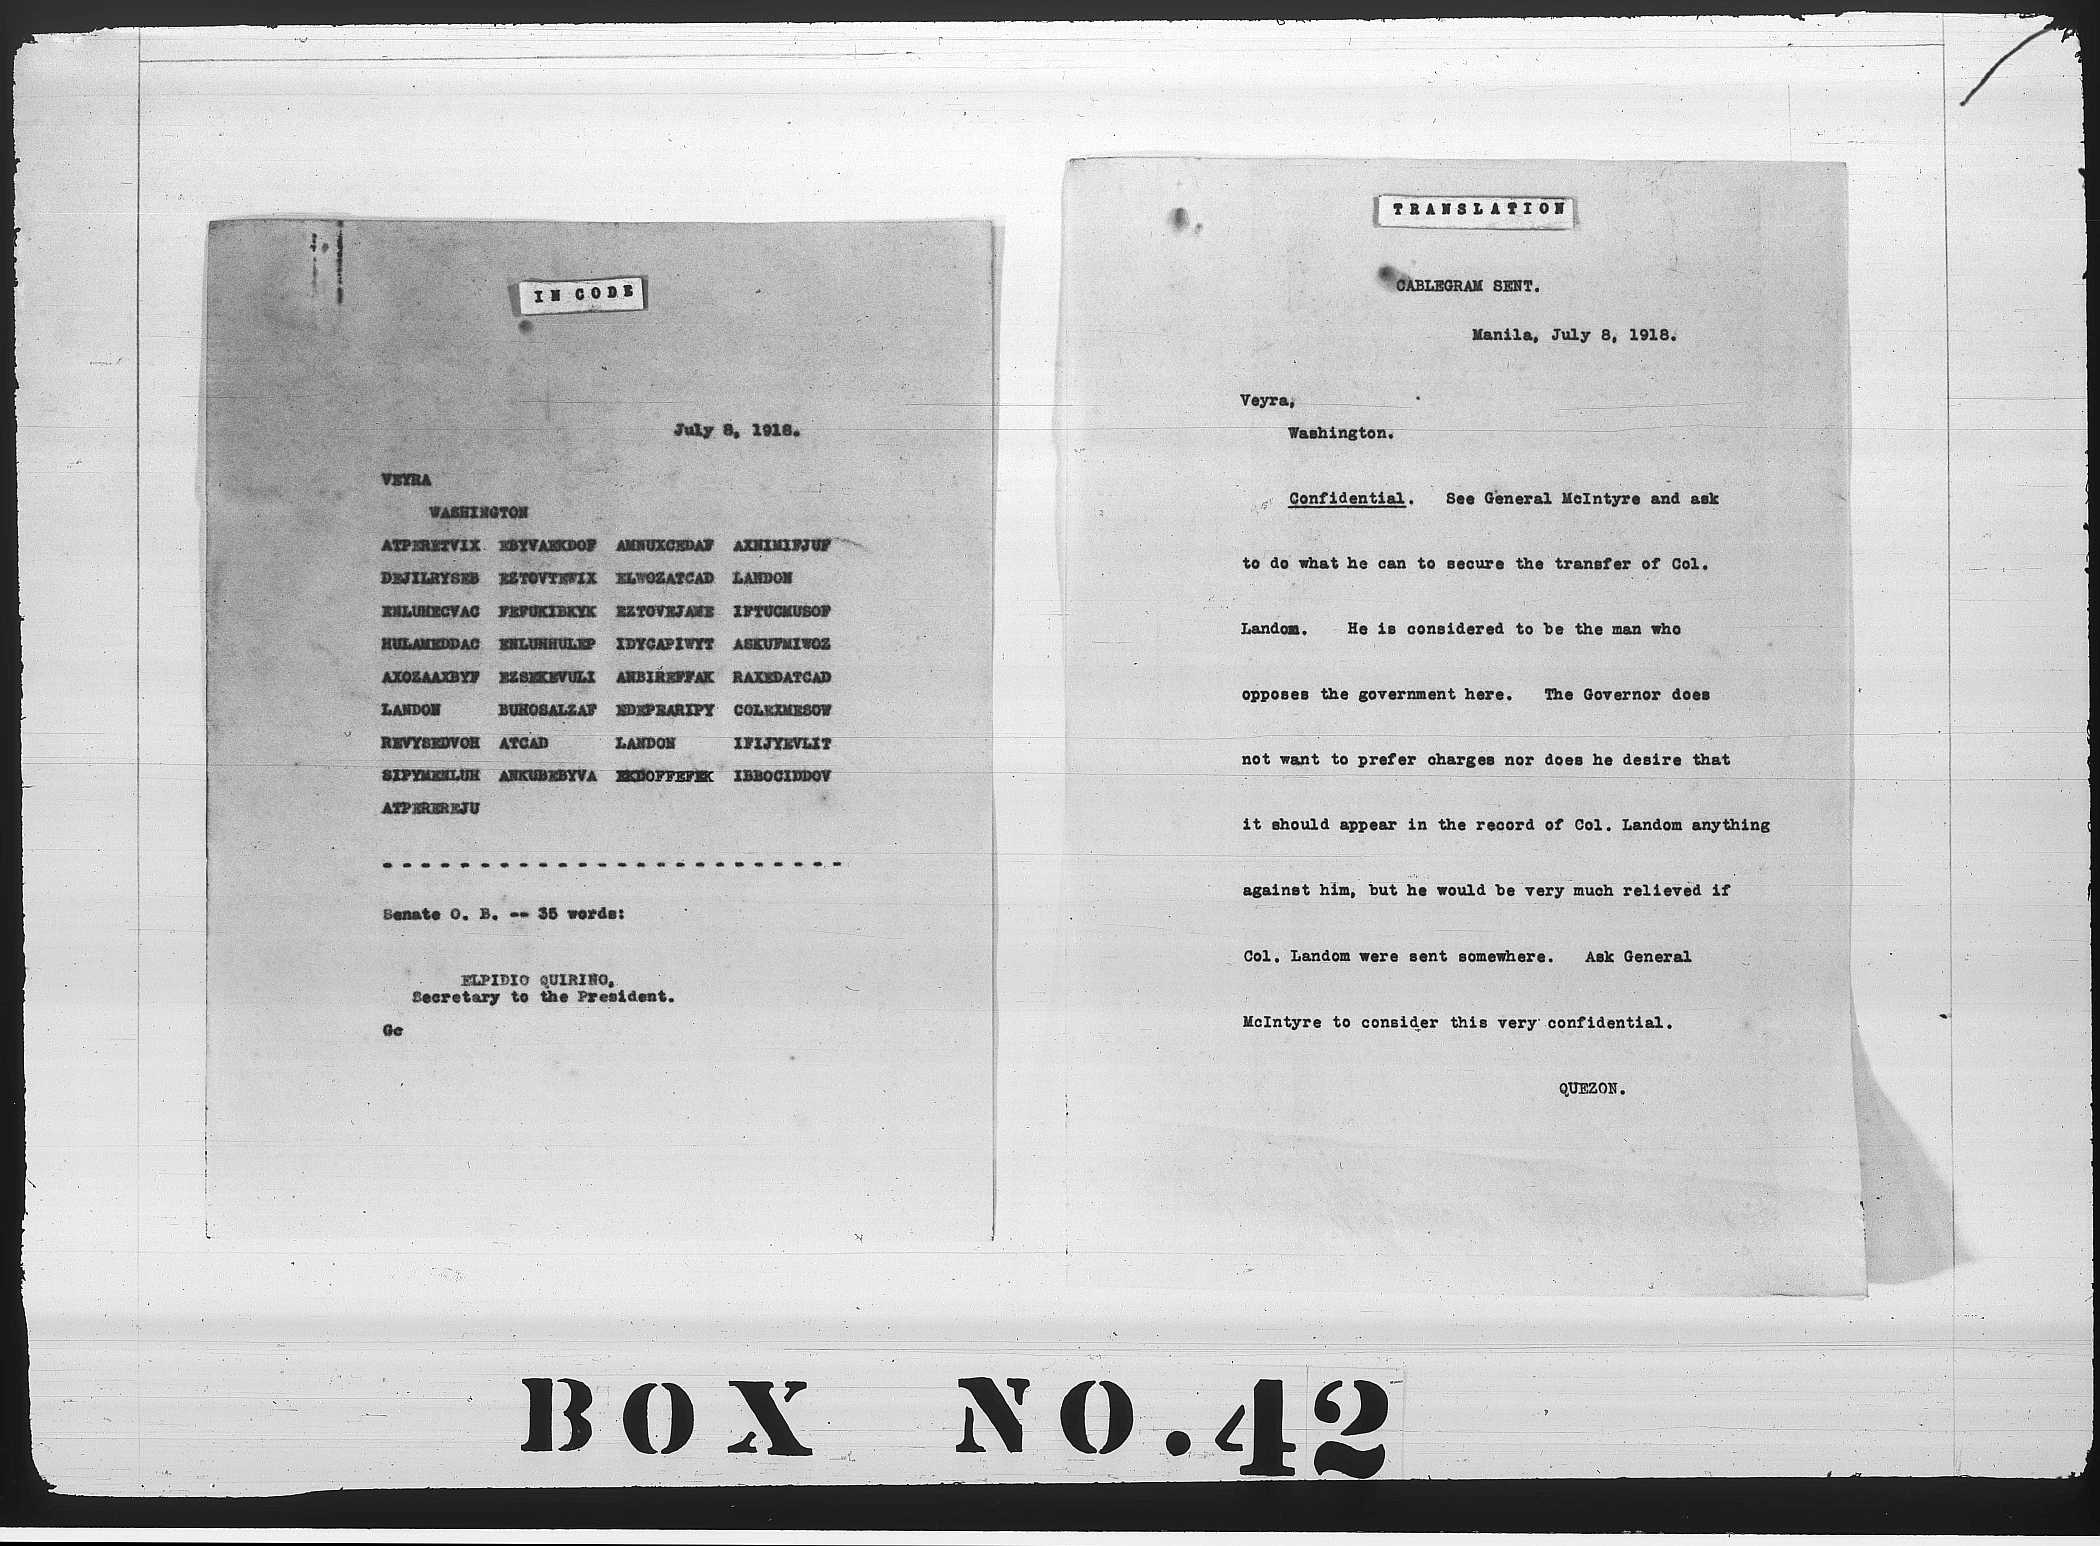 IN CODE
July 8, 1918.
VEYRA
WASHINGTON
ATPERETVIX EBYVAEKDOF AMNUXCEDAF AXNIMIFJUF
DEJILRYSEB EZTOVTEWIX ELWOZATCAD LANDON
ENLUHECVAC FEFUKIBKYK EZTOVEJAWE IFTUCMUSOF
HULAMEDDAC ENLUHHULEP IDYCAPIWYT ASKUFMIWOZ
AXOZAAXBYF EZSEKEVULI ANBIREFFAK RAXEDATCAD
LANDON BUHOSALZAF EDEPEARIPY COLEXMESOW
REVYSEDVOH ATCAD LANDON IFIJYEVLIT
SIPYMENLUH ANKUBEBYVA EKDOFFEFEK IBBOCIDDOV
ATPEREREJU
- - - - - - - - - - - - - - - - - - - - - - - -
Senate O. B. -- 35 words:
ELPIDIO QUIRINO,
Secretary to the President.
Gc
TRANSLATION
CABLEGRAM SENT.
Manila, July 8, 1918.
Veyra,
Washington.
Confidential. See General McIntyre and ask
to do what he can to secure the transfer of Col.
Landom. He is considered to be the man who
opposes the government here. The Governor does
not want to prefer charges nor does he desire that
it should appear in the record of Col. Landom anything
against him, but he would be very much relieved if
Col. Landom were sent somewhere. Ask General
McIntyre to consider this very confidential.
QUEZON.
BOX NO.42